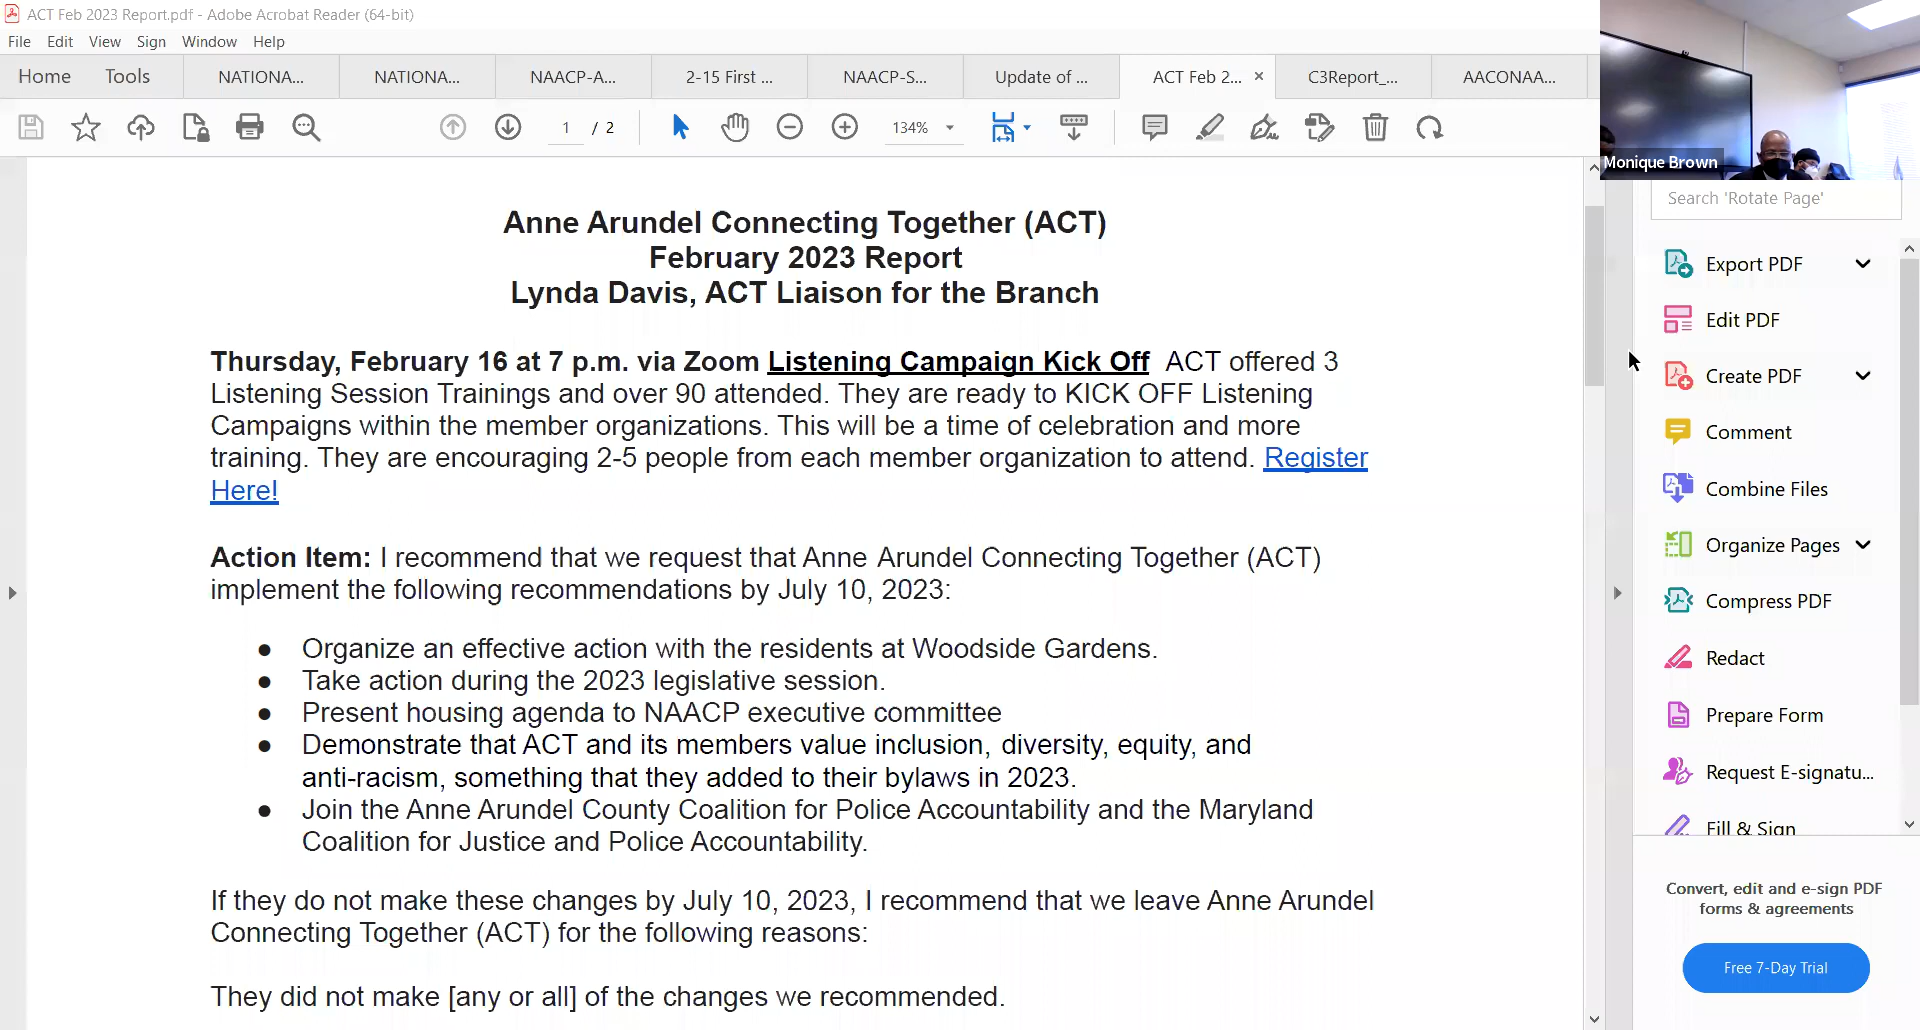 ACT Feb 2023 Report.pdf - Adobe Acrobat Reader (64-bit)
File Edit View Sign Window Help
Home Tools NATIONA... NATIONA... NAACP-A... 2-15 First ... NAACP-S... Update of ... ACT Feb 2... × C3Report_... AACONAA...
1 / 2 134%
Monique Brown
Search 'Rotate Page'
Anne Arundel Connecting Together (ACT)
February 2023 Report
Lynda Davis, ACT Liaison for the Branch
Thursday, February 16 at 7 p.m. via Zoom Listening Campaign Kick Off ACT offered 3
Listening Session Trainings and over 90 attended. They are ready to KICK OFF Listening
Campaigns within the member organizations. This will be a time of celebration and more
training. They are encouraging 2-5 people from each member organization to attend. Register
Here!
Action Item: I recommend that we request that Anne Arundel Connecting Together (ACT)
implement the following recommendations by July 10, 2023:
● Organize an effective action with the residents at Woodside Gardens.
● Take action during the 2023 legislative session.
● Present housing agenda to NAACP executive committee
● Demonstrate that ACT and its members value inclusion, diversity, equity, and
anti-racism, something that they added to their bylaws in 2023.
● Join the Anne Arundel County Coalition for Police Accountability and the Maryland
Coalition for Justice and Police Accountability.
If they do not make these changes by July 10, 2023, I recommend that we leave Anne Arundel
Connecting Together (ACT) for the following reasons:
They did not make [any or all] of the changes we recommended.
Export PDF
Edit PDF
Create PDF
Comment
Combine Files
Organize Pages
Compress PDF
Redact
Prepare Form
Request E-signatu...
Fill & Sign
Convert, edit and e-sign PDF
forms & agreements
Free 7-Day Trial